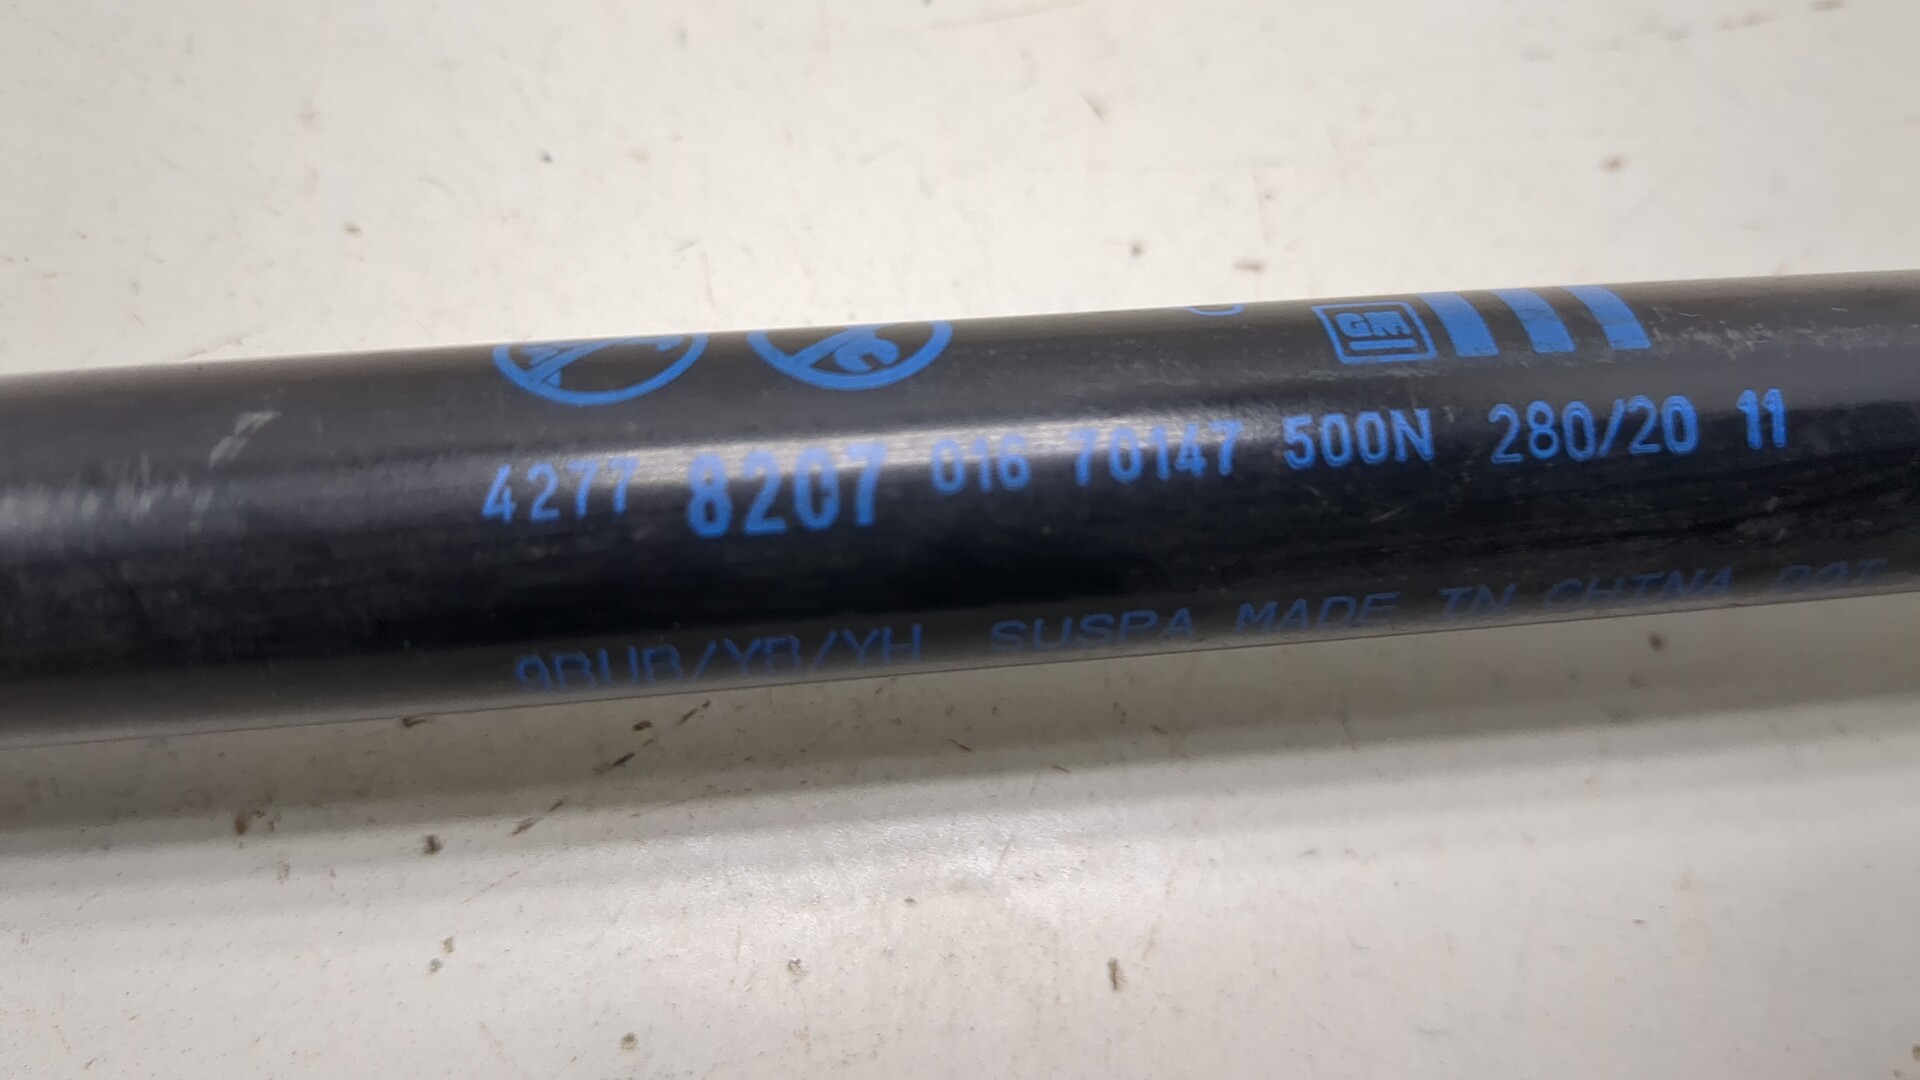 GM
4277 8207 016 70147 500N 280/20 11
9BUB/YB/YH SUSPA MADE IN CHINA